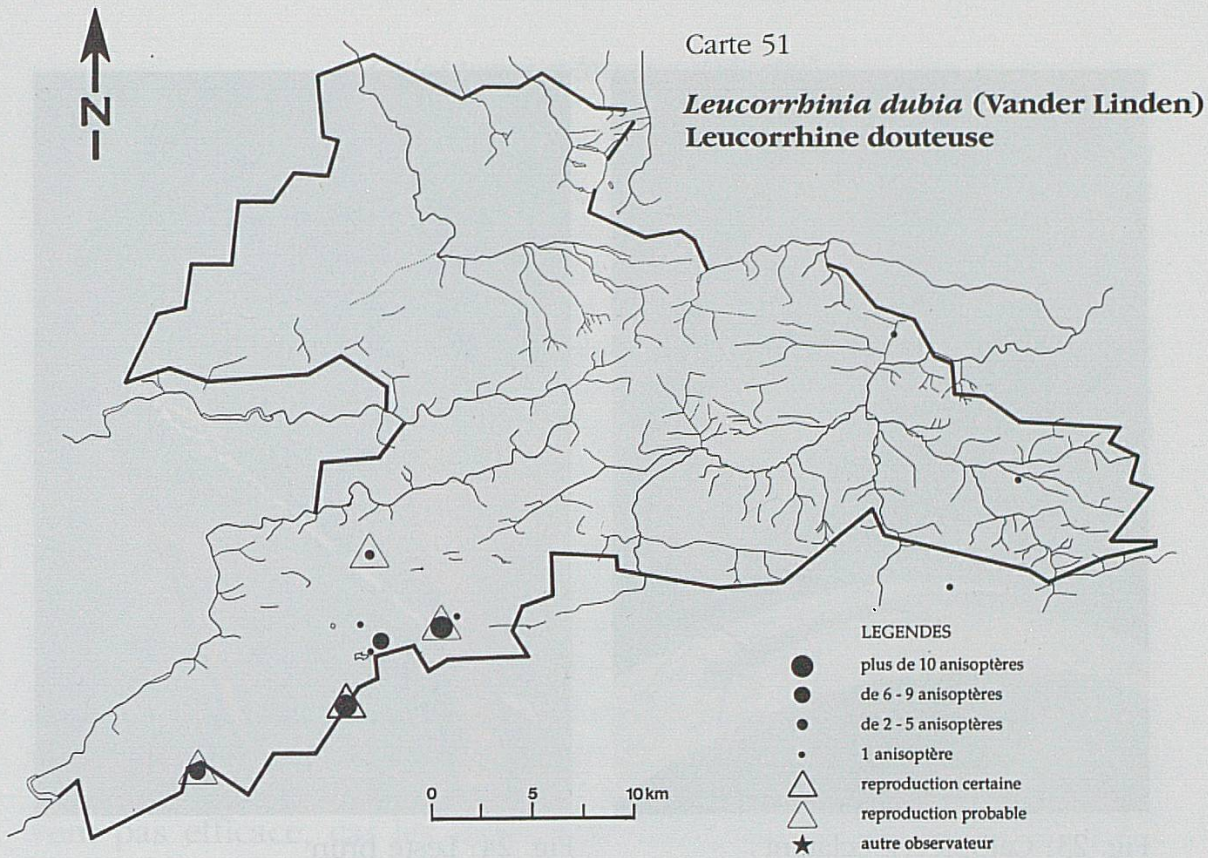 Carte 51
Leucorrhinia dubia (Vander Linden)
Leucorrhine douteuse
N
LEGENDES
plus de 10 anisoptères
de 6 - 9 anisoptères
de 2 - 5 anisoptères
1 anisoptère
reproduction certaine
reproduction probable
autre observateur
0 5 10 km